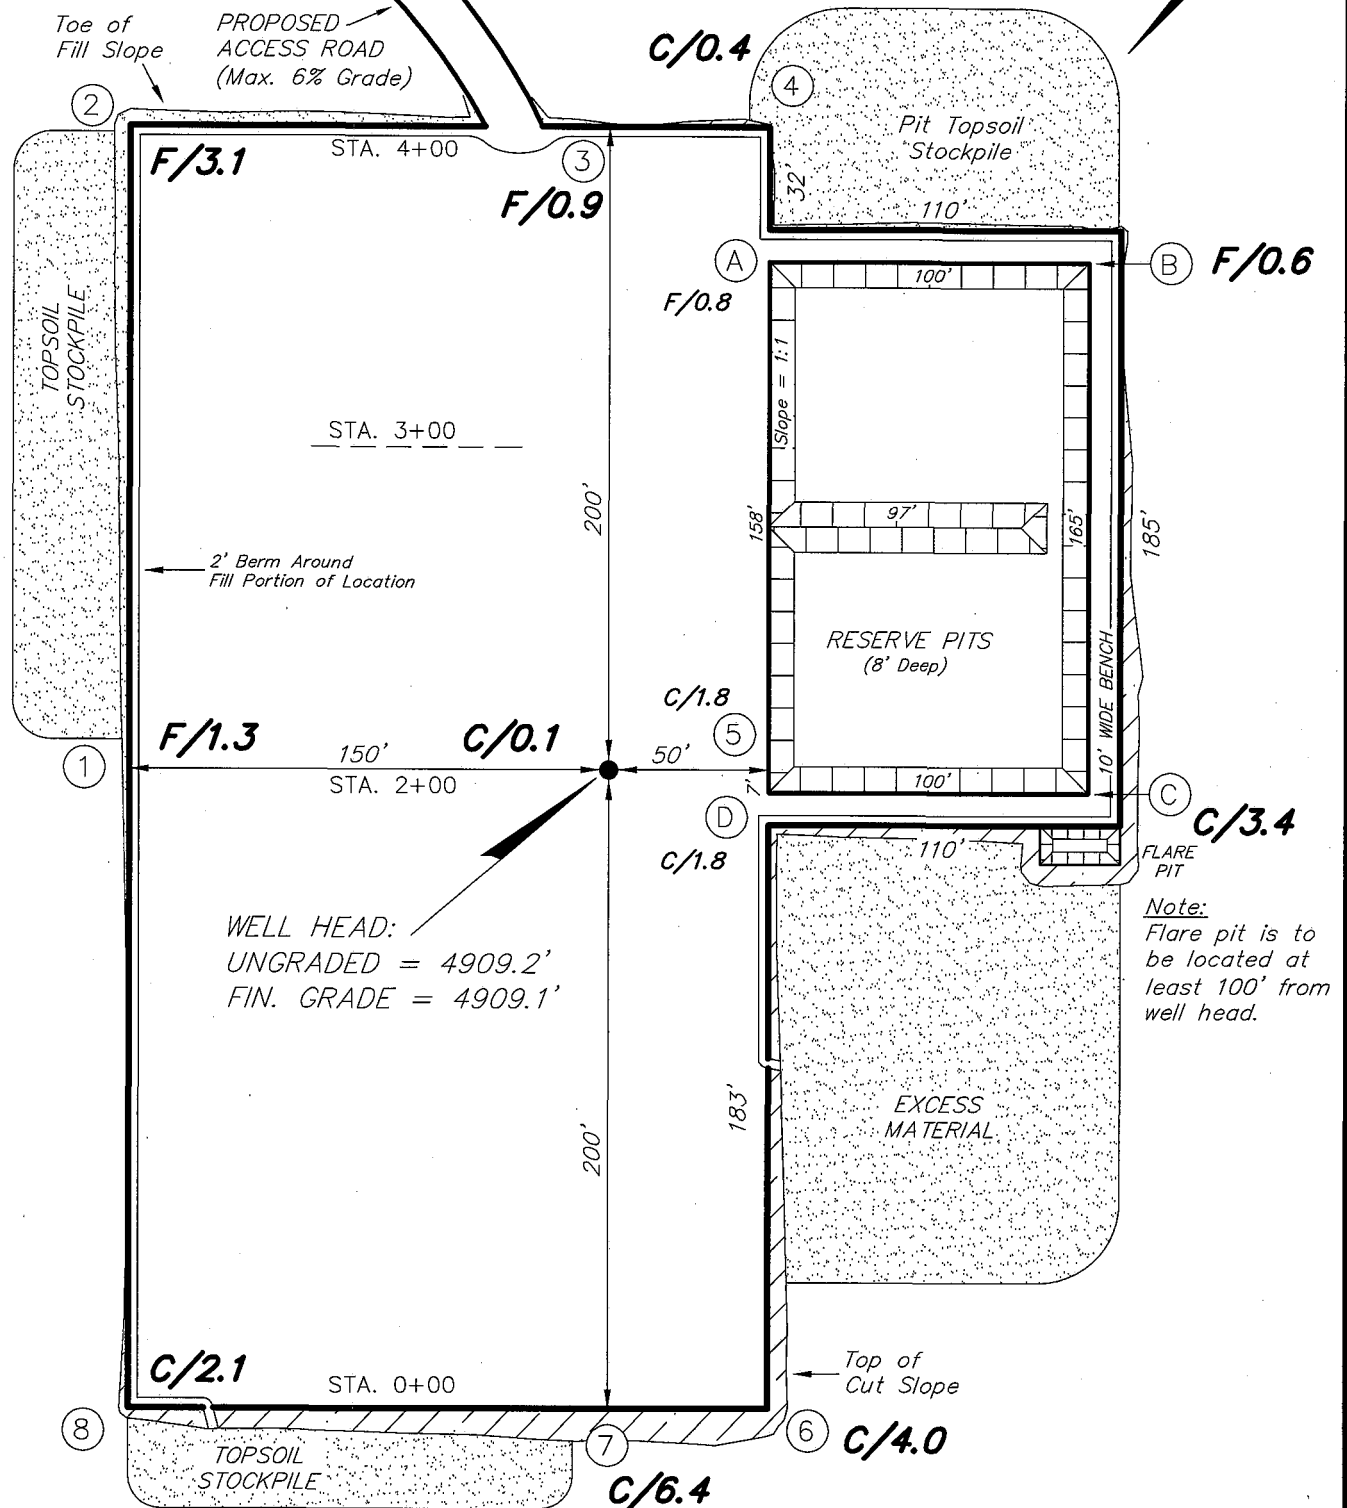 Toe of
Fill Slope
PROPOSED
ACCESS ROAD
(Max. 6% Grade)
C/0.4
2
4
Pit Topsoil
Stockpile
F/3.1
STA. 4+00
3
F/0.9
32'
110'
A
F/0.8
100'
B
F/0.6
TOPSOIL
STOCKPILE
Slope = 1:1
STA. 3+00
200'
158'
97'
165'
185'
2' Berm Around
Fill Portion of Location
RESERVE PITS
(8' Deep)
10' WIDE BENCH
C/1.8
5
1
F/1.3
150'
C/0.1
50'
STA. 2+00
7'
100'
C
C/3.4
D
C/1.8
110'
FLARE
PIT
WELL HEAD:
UNGRADED = 4909.2'
FIN. GRADE = 4909.1'
Note:
Flare pit is to
be located at
least 100' from
well head.
EXCESS
MATERIAL
183'
200'
C/2.1
STA. 0+00
Top of
Cut Slope
8
TOPSOIL
STOCKPILE
7
C/6.4
6
C/4.0